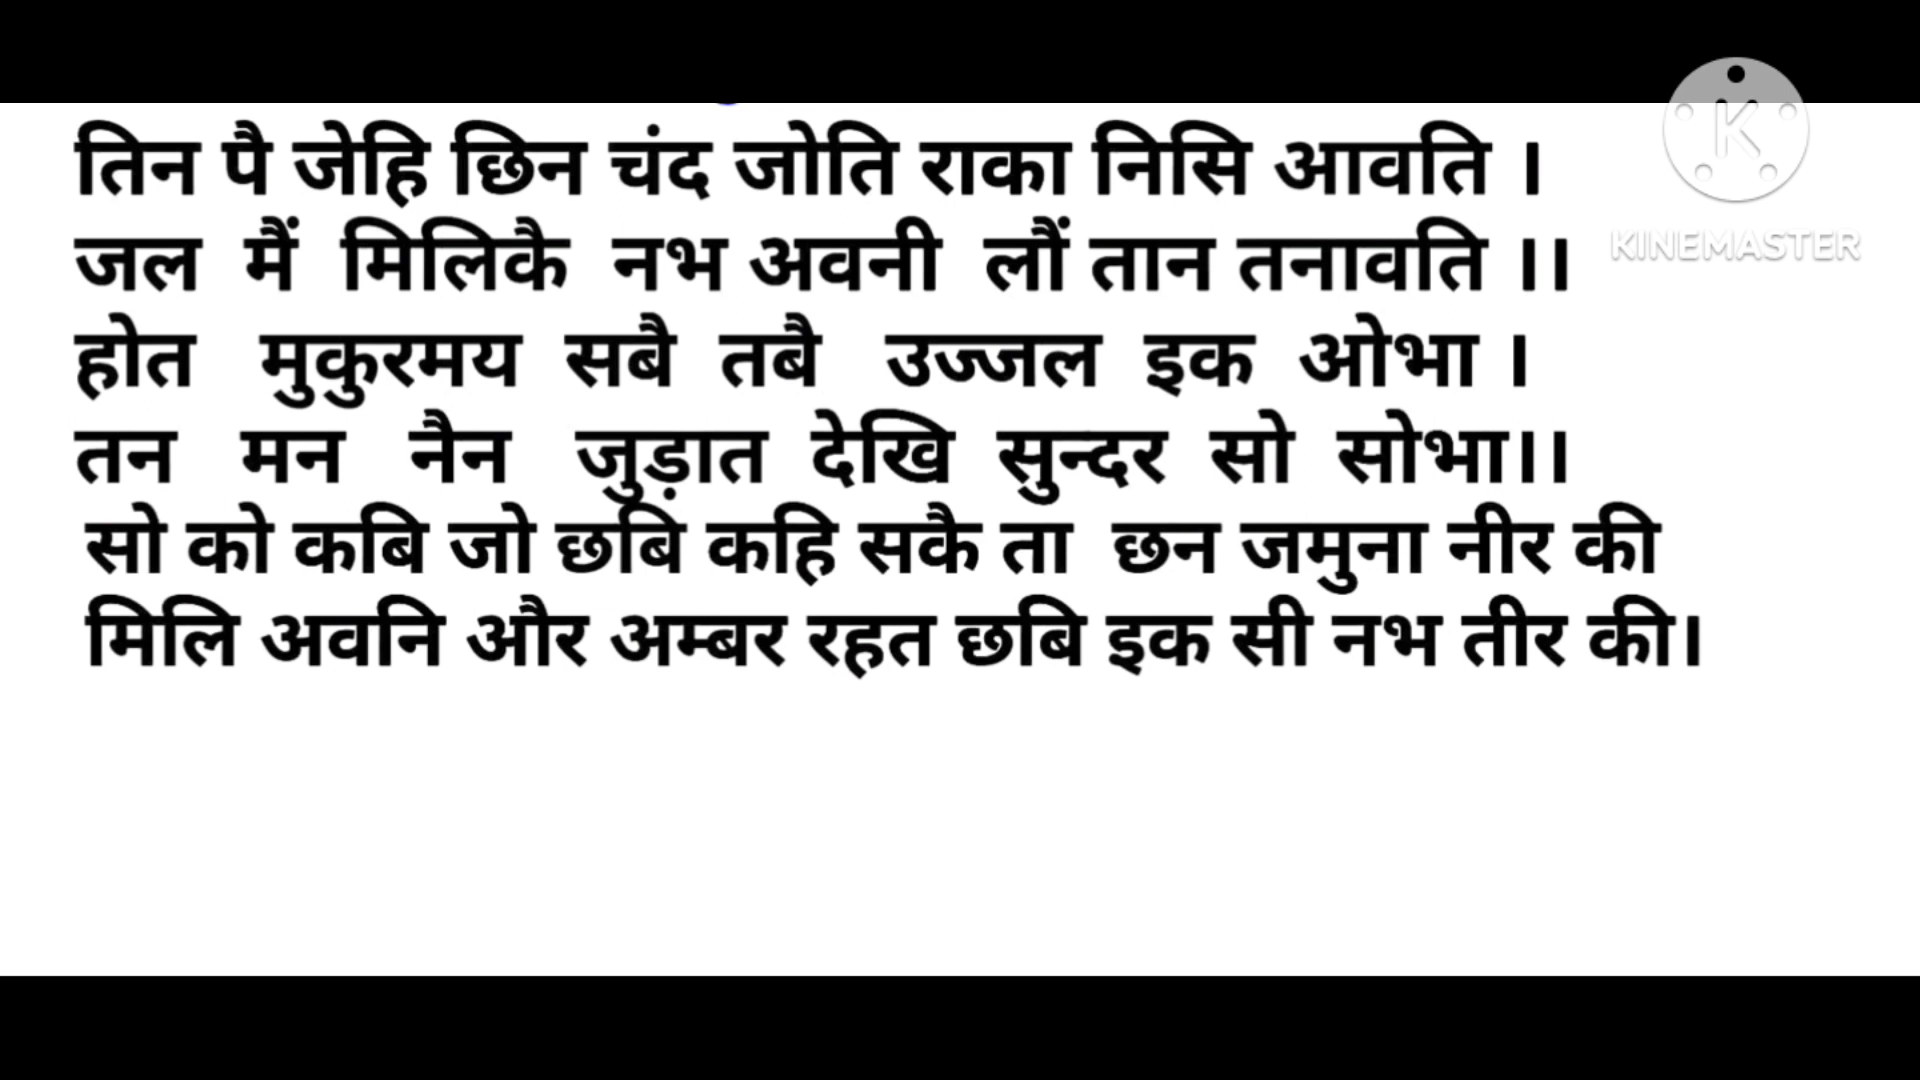 तिन पै जेहि छिन चंद जोति राका निसि आवति ।
जल मैं मिलिकै नभ अवनी लौं तान तनावति ।।
होत मुकुरमय सबै तबै उज्जल इक ओभा ।
तन मन नैन जुड़ात देखि सुन्दर सो सोभा।।
सो को कबि जो छबि कहि सकै ता छन जमुना नीर की
मिलि अवनि और अम्बर रहत छबि इक सी नभ तीर की।
K
KINEMASTER